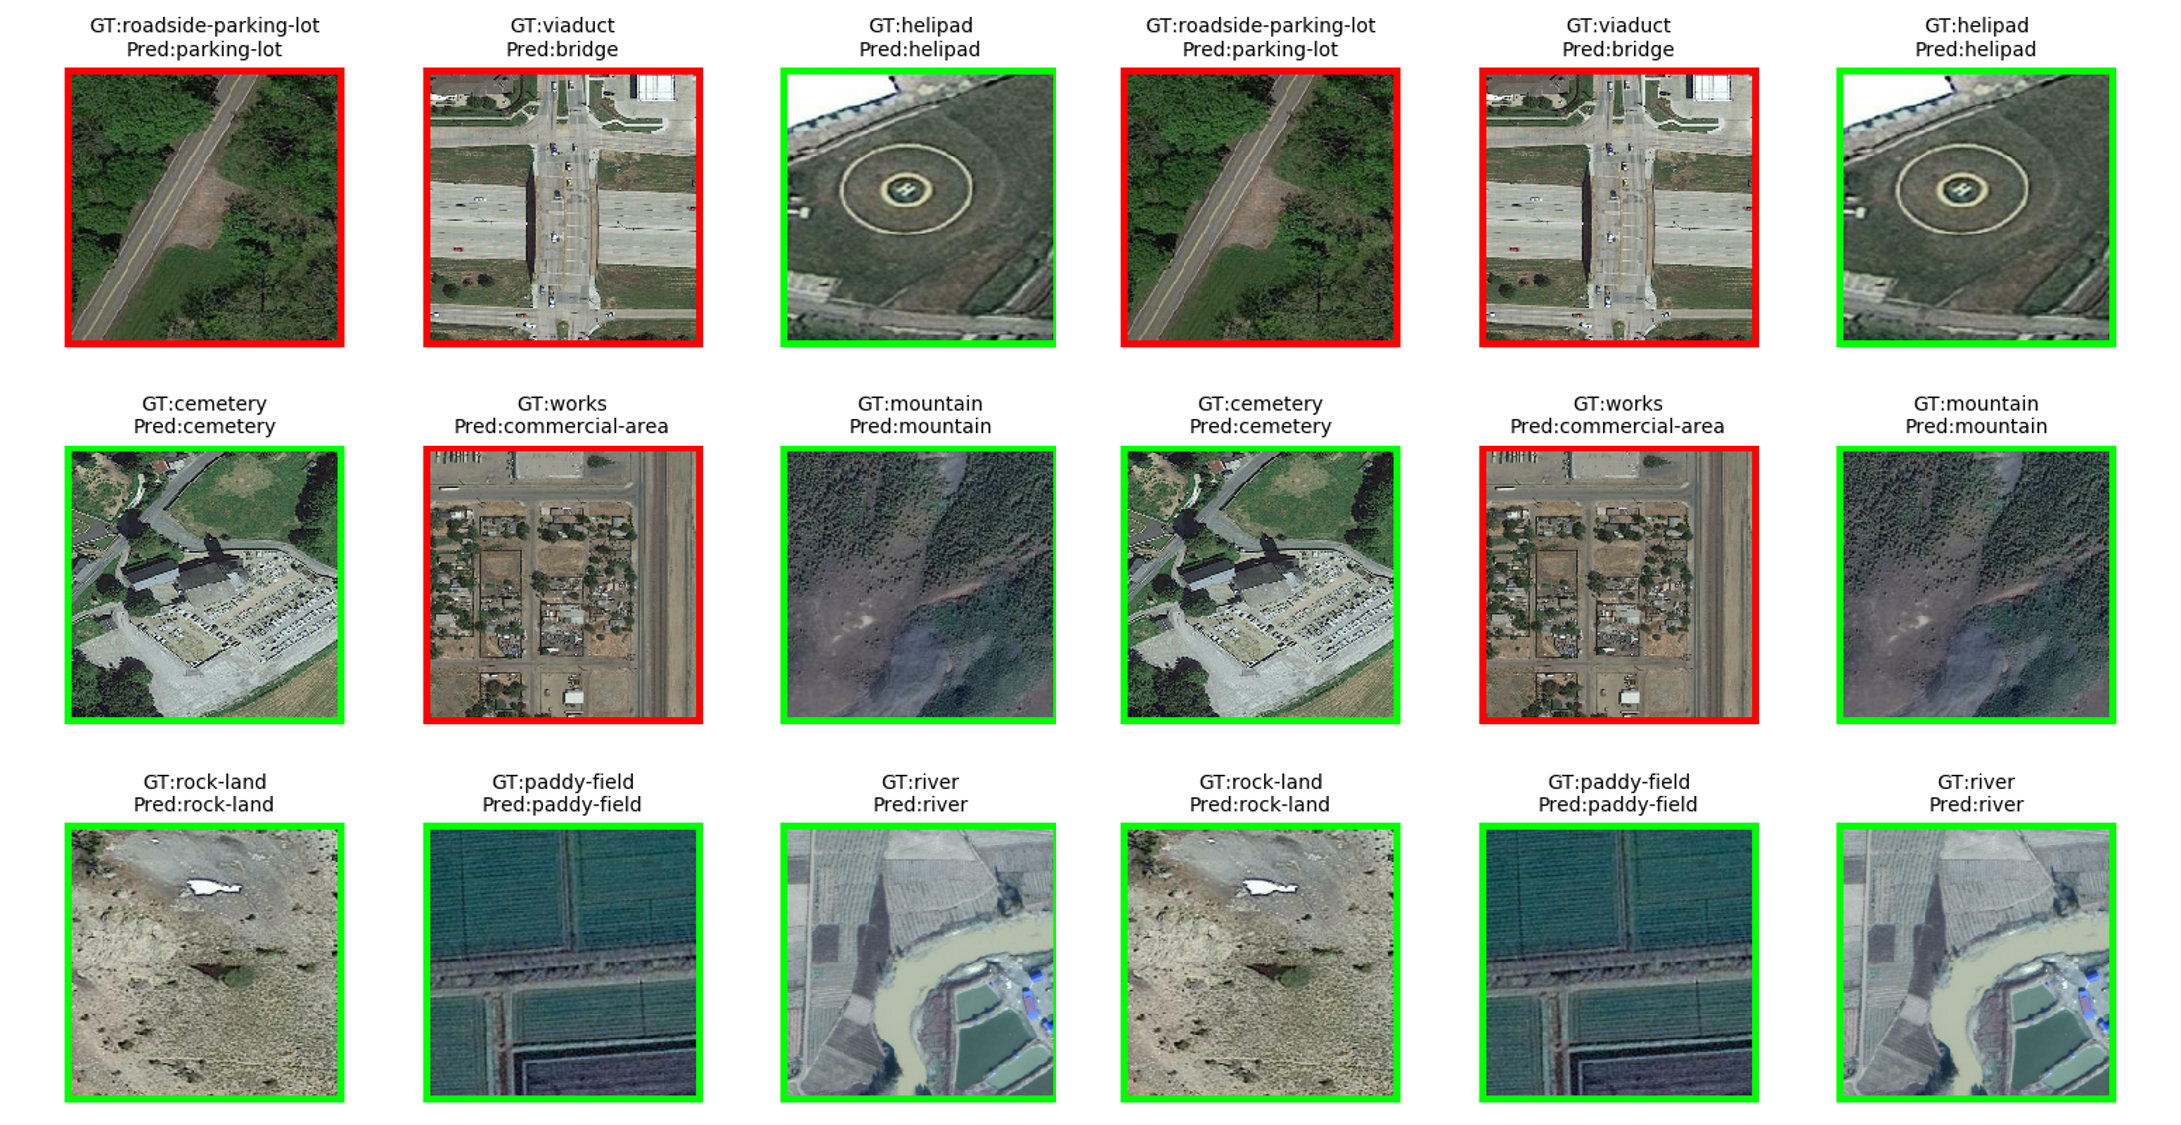 GT:roadside-parking-lot
Pred:parking-lot
GT:viaduct
Pred:bridge
GT:helipad
Pred:helipad
GT:roadside-parking-lot
Pred:parking-lot
GT:viaduct
Pred:bridge
GT:helipad
Pred:helipad
H
H
GT:cemetery
Pred:cemetery
GT:works
Pred:commercial-area
GT:mountain
Pred:mountain
GT:cemetery
Pred:cemetery
GT:works
Pred:commercial-area
GT:mountain
Pred:mountain
GT:rock-land
Pred:rock-land
GT:paddy-field
Pred:paddy-field
GT:river
Pred:river
GT:rock-land
Pred:rock-land
GT:paddy-field
Pred:paddy-field
GT:river
Pred:river